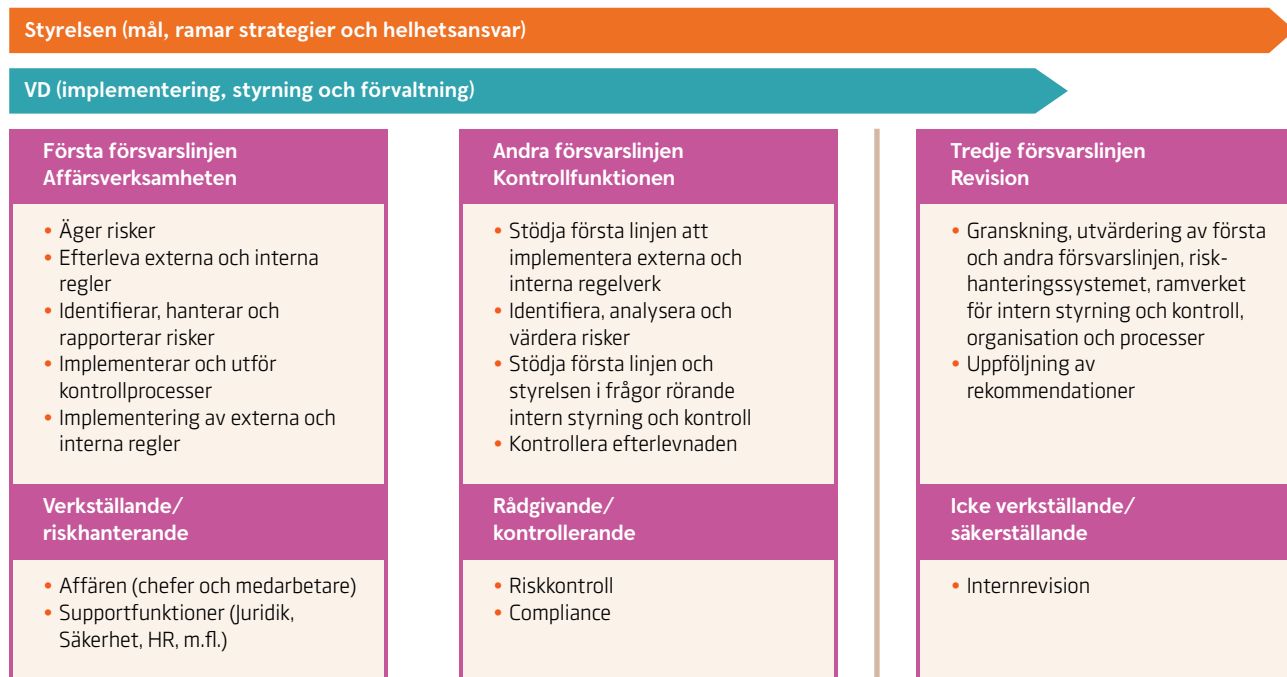 Styrelsen (mål, ramar strategier och helhetsansvar)
VD (implementering, styrning och förvaltning)
Första försvarslinjen
Affärsverksamheten
• Äger risker
• Efterleva externa och interna
regler
• Identifierar, hanterar och
rapporterar risker
• Implementerar och utför
kontrollprocesser
• Implementering av externa och
interna regler
Verkställande/
riskhanterande
• Affären (chefer och medarbetare)
• Supportfunktioner (Juridik,
Säkerhet, HR, m.fl.)
Andra försvarslinjen
Kontrollfunktionen
• Stödja första linjen att
implementera externa och
interna regelverk
• Identifiera, analysera och
värdera risker
• Stödja första linjen och
styrelsen i frågor rörande
intern styrning och kontroll
• Kontrollera efterlevnaden
Rådgivande/
kontrollerande
• Riskkontroll
• Compliance
Tredje försvarslinjen
Revision
• Granskning, utvärdering av första
och andra försvarslinjen, risk-
hanteringssystemet, ramverket
för intern styrning och kontroll,
organisation och processer
• Uppföljning av
rekommendationer
Icke verkställande/
säkerställande
• Internrevision